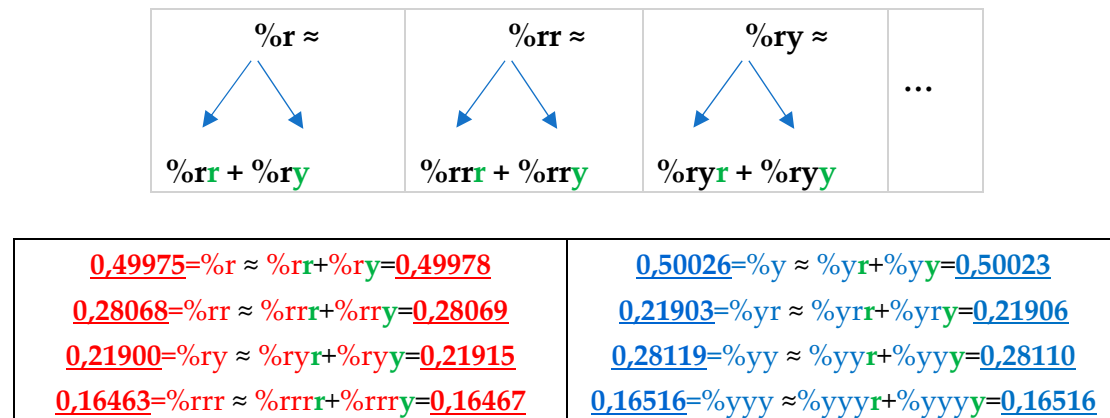 %r ≈ %rr ≈ %ry ≈
...
%rr + %ry %rrr + %rry %ryr + %ryy
0,49975=%r ≈ %rr+%ry=0,49978 0,50026=%y ≈ %yr+%yy=0,50023
0,28068=%rr ≈ %rrr+%rry=0,28069 0,21903=%yr ≈ %yrr+%yry=0,21906
0,21900=%ry ≈ %ryr+%ryy=0,21915 0,28119=%yy ≈ %yyr+%yyy=0,28110
0,16463=%rrr ≈ %rrrr+%rrry=0,16467 0,16516=%yyy ≈%yyyr+%yyyy=0,16516